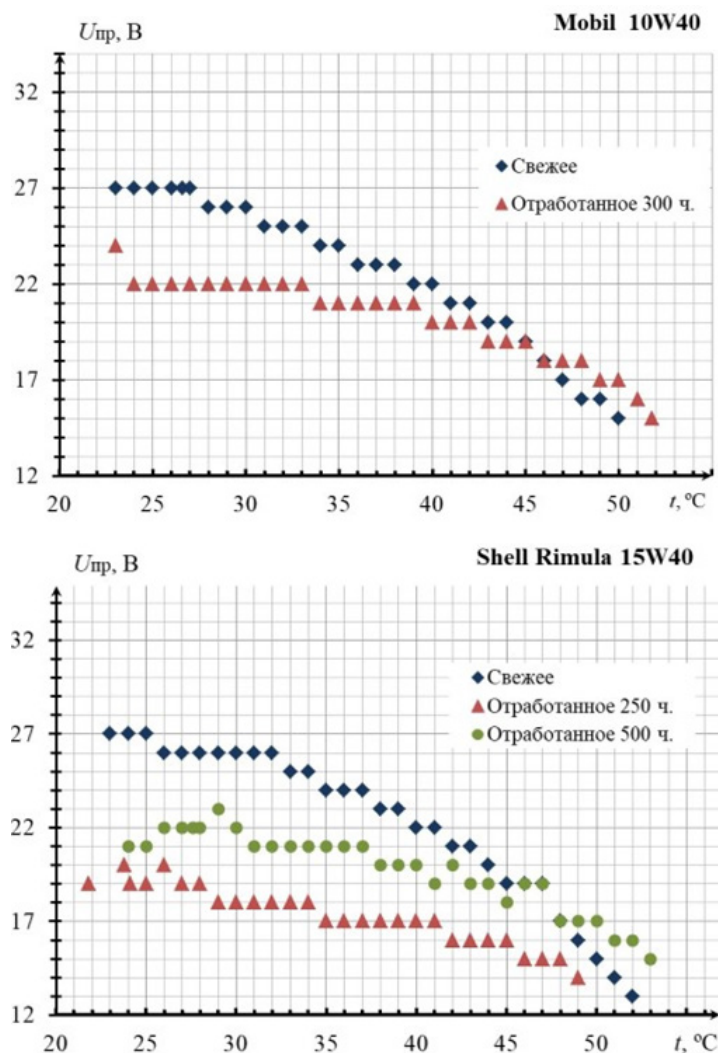 Uпр, В
Mobil 10W40
32
Свежее
27
Отработанное 300 ч.
22
17
12
20 25 30 35 40 45 50 t, °C
Uпр, В
Shell Rimula 15W40
32
Свежее
Отработанное 250 ч.
27
Отработанное 500 ч.
22
17
12
20 25 30 35 40 45 50 t, °C